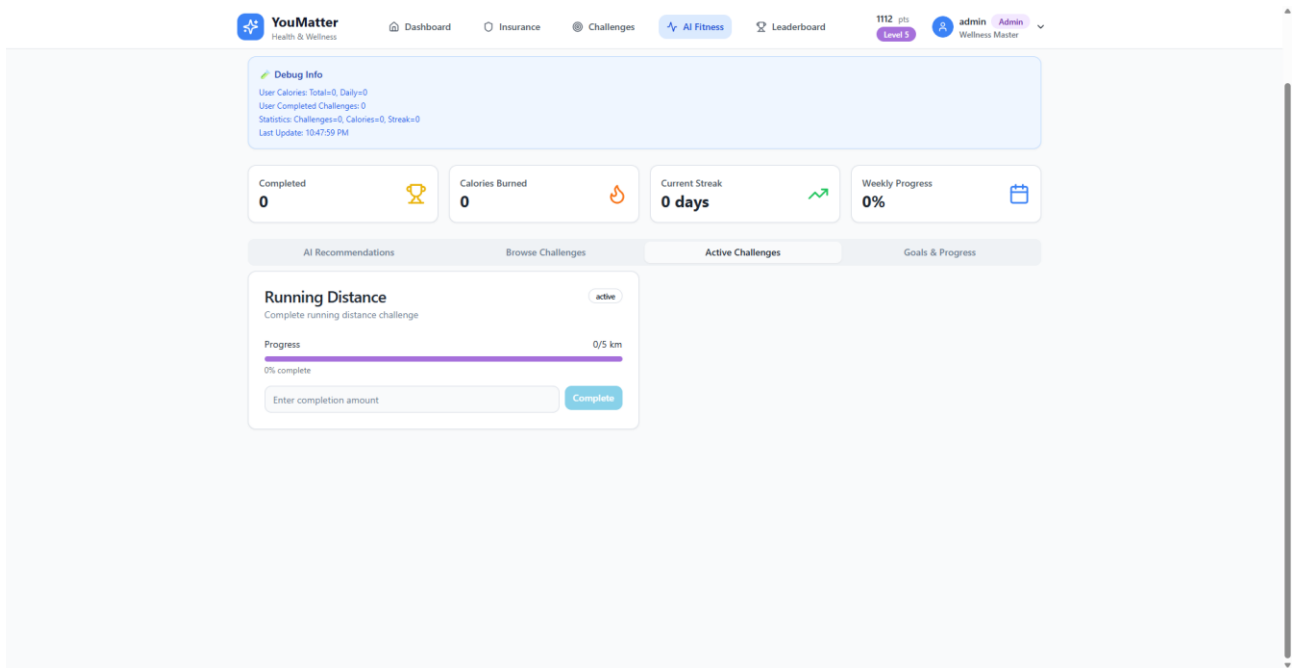 YouMatter
Health & Wellness
Dashboard
Insurance
Challenges
AI Fitness
Leaderboard
1112 pts
Level 5
admin Admin
Wellness Master
Debug Info
User Calories: Total=0, Daily=0
User Completed Challenges: 0
Statistics: Challenges=0, Calories=0, Streak=0
Last Update: 10:47:59 PM
Completed
0
Calories Burned
0
Current Streak
0 days
Weekly Progress
0%
AI Recommendations
Browse Challenges
Active Challenges
Goals & Progress
Running Distance
active
Complete running distance challenge
Progress
0/5 km
0% complete
Enter completion amount
Complete